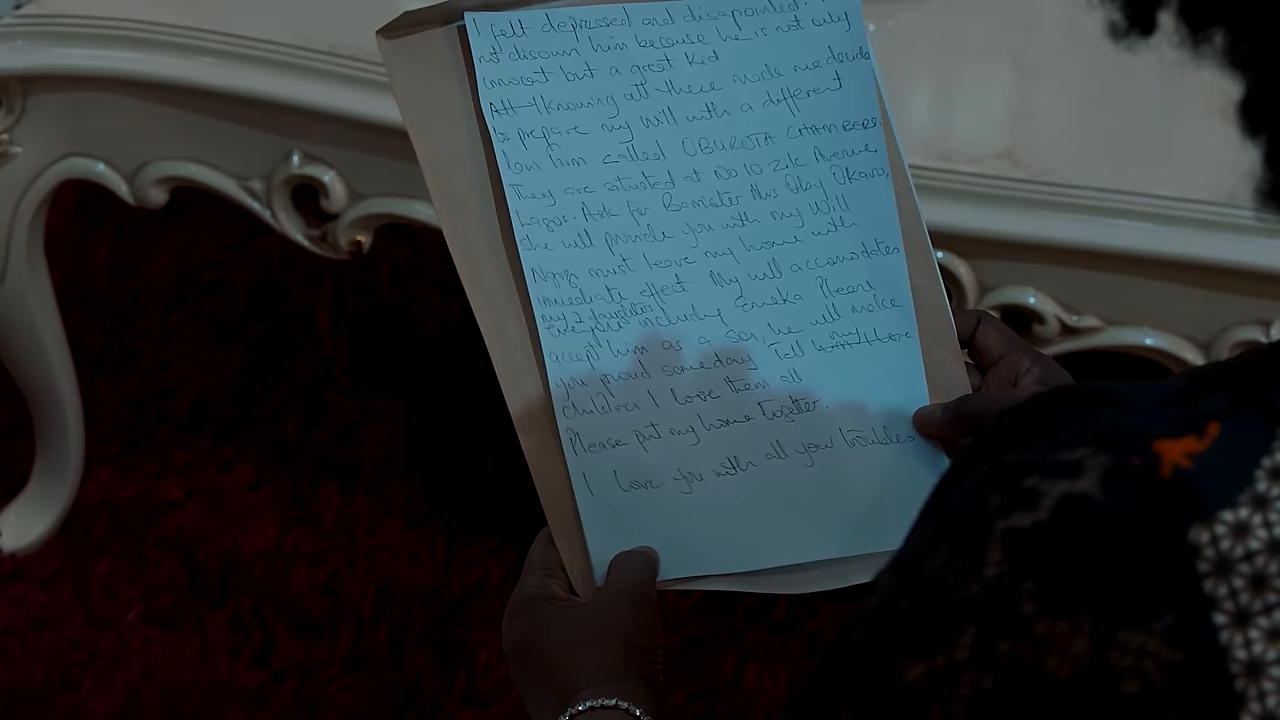 I felt depressed and disapointed. I
not disown him because he is not only
innocent but a great kid.
All I knowing all these made me decide
to prepare my will with a different
law firm called OBUROTA CHAMBERS.
They are situated at No 10 Zik Avenue
Lagos. Ask for Barrister Mrs Oby Okaro,
she will provide you with my Will
Ngozi must leave my home with
immediate effect. My will accomodates
my 2 daughters
everyone including Emeka Please
accept him as a son, he will make
you proud someday Tell my
children I love them all
Please put my home together.
I love you with all your troubles